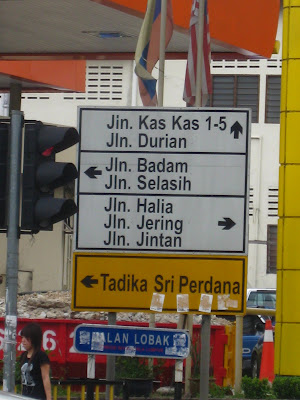 Jln. Kas Kas 1-5
Jln. Durian
Jln. Badam
Jln. Selasih
Jln. Halia
Jln. Jering
Jln. Jintan
Tadika Sri Perdana
JALAN LOBAK